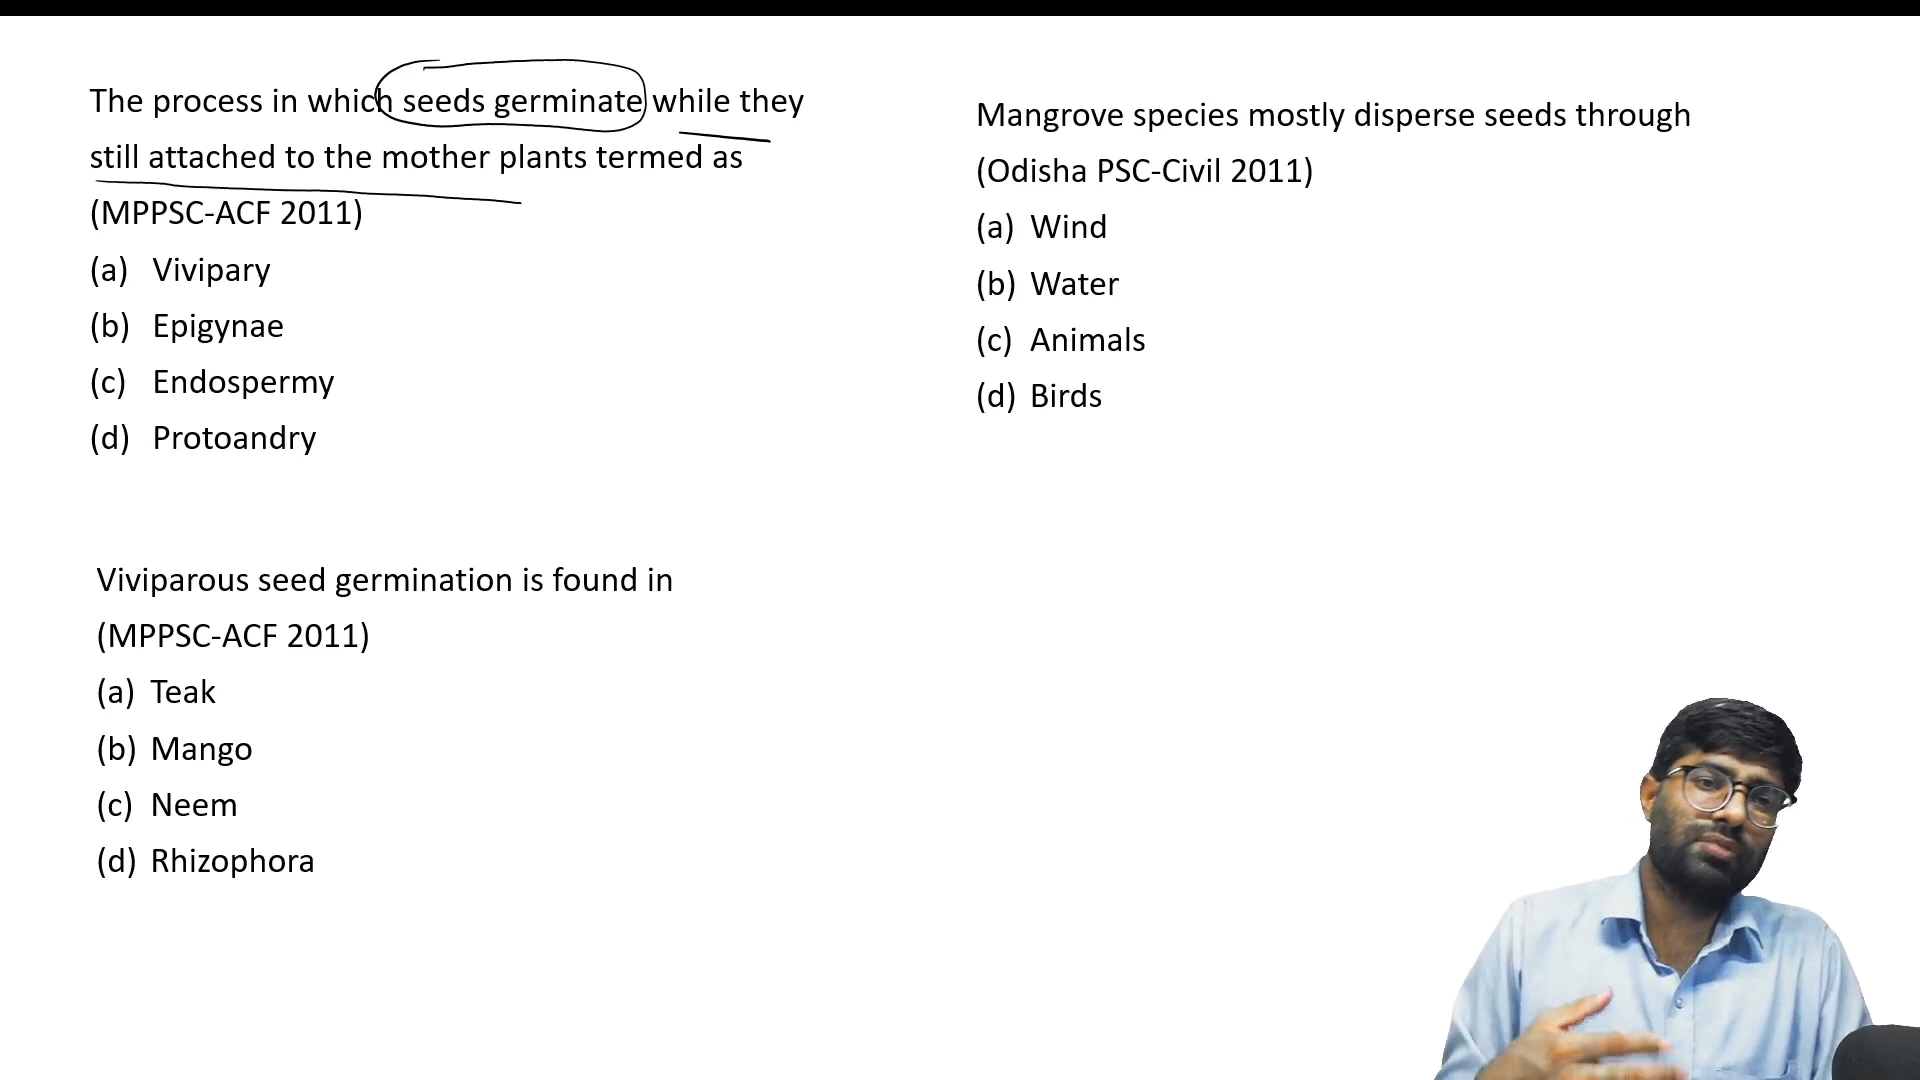 The process in which seeds germinate while they
still attached to the mother plants termed as
(MPPSC-ACF 2011)
(a) Vivipary
(b) Epigynae
(c) Endospermy
(d) Protoandry
Viviparous seed germination is found in
(MPPSC-ACF 2011)
(a) Teak
(b) Mango
(c) Neem
(d) Rhizophora
Mangrove species mostly disperse seeds through
(Odisha PSC-Civil 2011)
(a) Wind
(b) Water
(c) Animals
(d) Birds